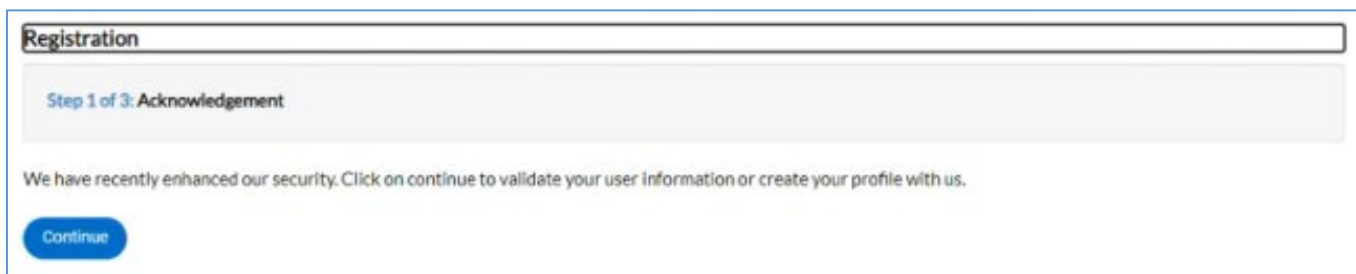 Registration
Step 1 of 3: Acknowledgement
We have recently enhanced our security. Click on continue to validate your user information or create your profile with us.
Continue